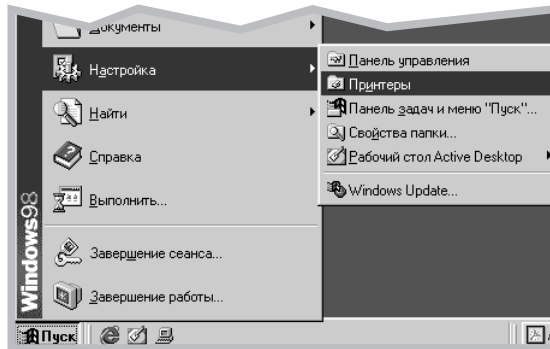 Документы
Настройка
Найти
Справка
Выполнить...
Завершение сеанса...
Завершение работы...
Windows98
Панель управления
Принтеры
Панель задач и меню "Пуск"...
Свойства папки...
Рабочий стол Active Desktop
Windows Update...
Пуск